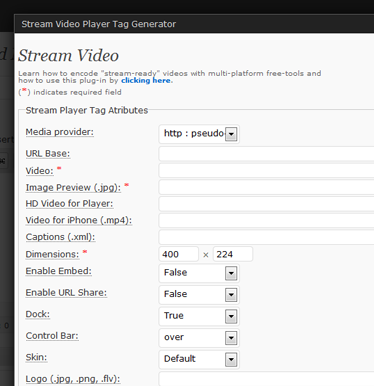 Stream Video Player Tag Generator
Stream Video
Learn how to encode "stream-ready" videos with multi-platform free-tools and
how to use this plug-in by clicking here.
(*) indicates required field
Stream Player Tag Atributes
Media provider: http : pseudo
URL Base:
Video: *
Image Preview (.jpg): *
HD Video for Player:
Video for iPhone (.mp4):
Captions (.xml):
Dimensions: * 400 × 224
Enable Embed: False
Enable URL Share: False
Dock: True
Control Bar: over
Skin: Default
Logo (.jpg, .png, .flv):